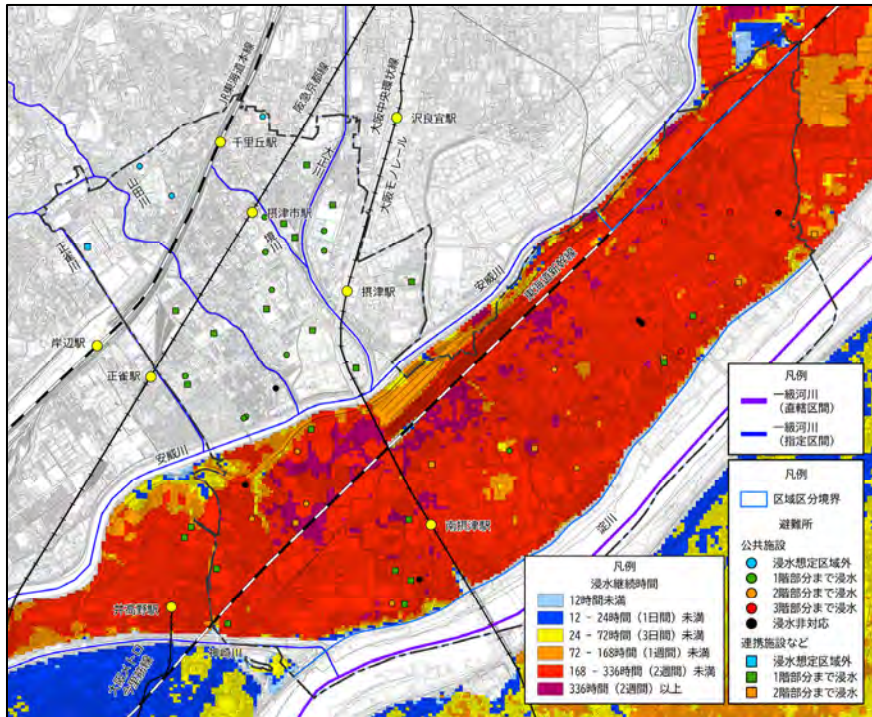 JR東海道本線
阪急京都線
大阪中央環状線
大阪モノレール
沢良宜駅
千里丘駅
大正川
山田川
摂津市駅
境川
正雀川
安威川
東海道新幹線
摂津駅
岸辺駅
正雀駅
安威川
淀川
南摂津駅
井高野駅
神崎川
大阪メトロ
今里筋線
凡例
一級河川
（直轄区間）
一級河川
（指定区間）
凡例
区域区分境界
避難所
公共施設
浸水想定区域外
1階部分まで浸水
2階部分まで浸水
3階部分まで浸水
浸水非対応
連携施設など
浸水想定区域外
1階部分まで浸水
2階部分まで浸水
凡例
浸水継続時間
12時間未満
12 - 24時間（1日間）未満
24 - 72時間（3日間）未満
72 - 168時間（1週間）未満
168 - 336時間（2週間）未満
336時間（2週間）以上